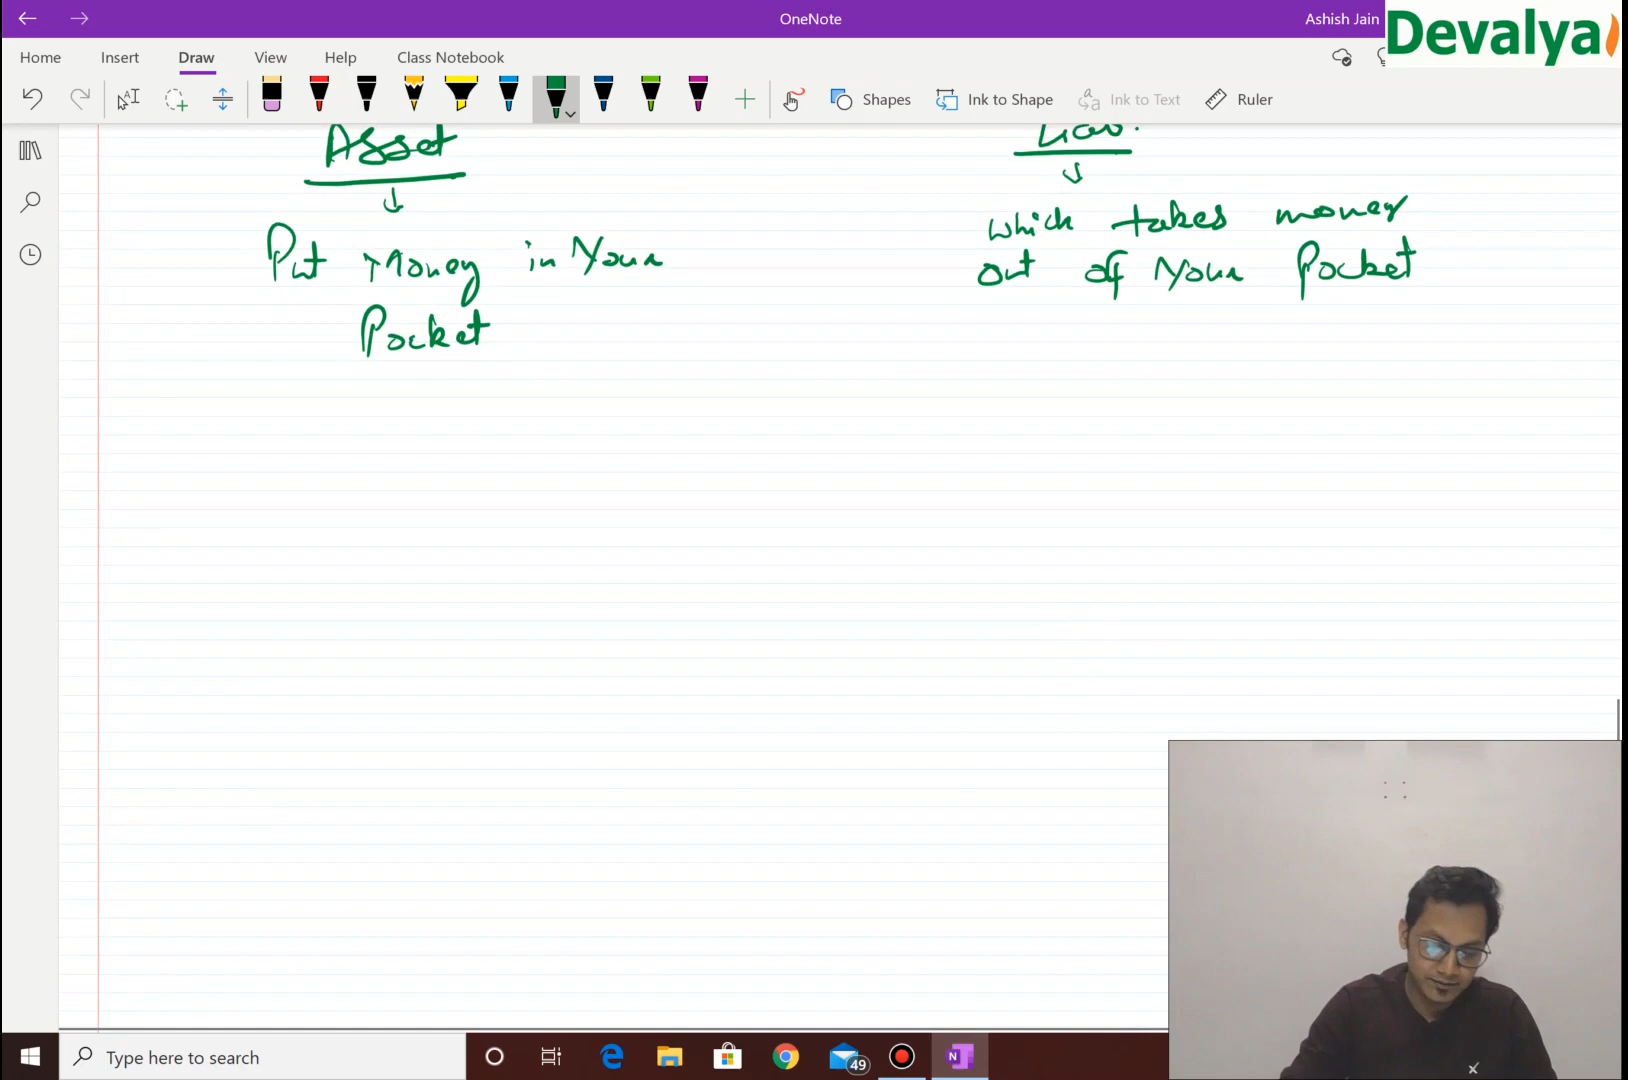 OneNote
Ashish Jain
Devalya
Home Insert Draw View Help Class Notebook
Shapes Ink to Shape Ink to Text Ruler
Asset
Put Money in Your
Pocket
Liab.
which takes money
out of Your Pocket
Type here to search
49
N